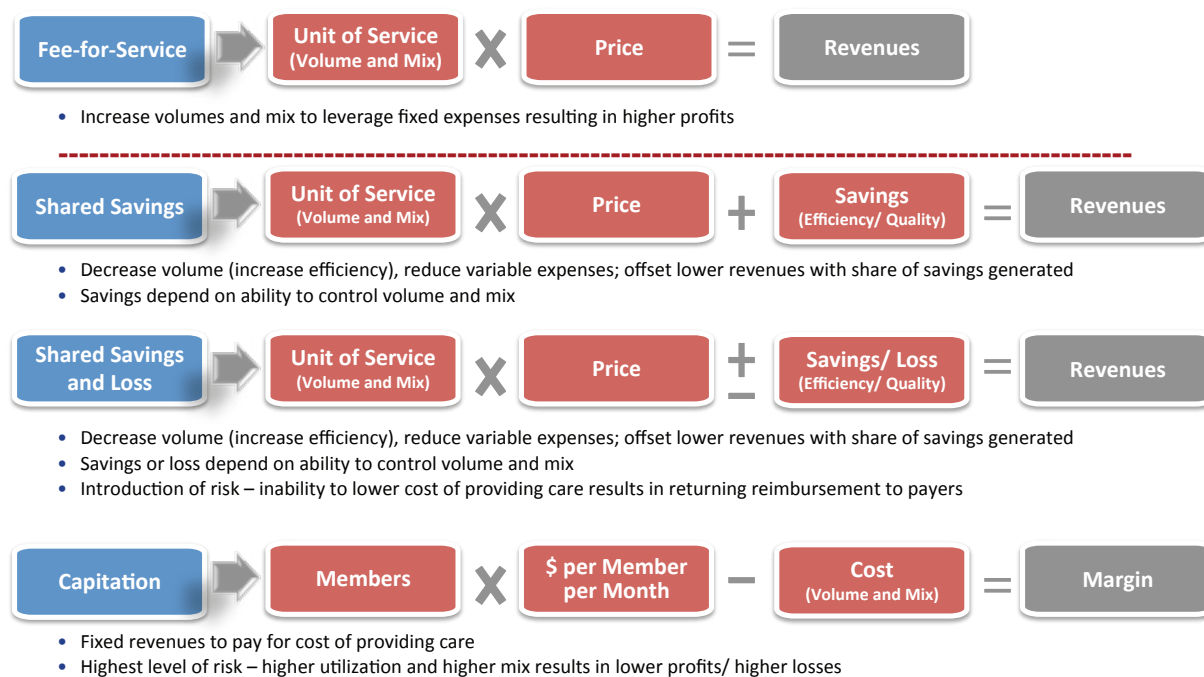 Fee-for-Service
Unit of Service
(Volume and Mix)
X
Price
=
Revenues
• Increase volumes and mix to leverage fixed expenses resulting in higher profits
Shared Savings
Unit of Service
(Volume and Mix)
X
Price
+
Savings
(Efficiency/ Quality)
=
Revenues
• Decrease volume (increase efficiency), reduce variable expenses; offset lower revenues with share of savings generated
• Savings depend on ability to control volume and mix
Shared Savings
and Loss
Unit of Service
(Volume and Mix)
X
Price
+
−
Savings/ Loss
(Efficiency/ Quality)
=
Revenues
• Decrease volume (increase efficiency), reduce variable expenses; offset lower revenues with share of savings generated
• Savings or loss depend on ability to control volume and mix
• Introduction of risk – inability to lower cost of providing care results in returning reimbursement to payers
Capitation
Members
X
$ per Member
per Month
−
Cost
(Volume and Mix)
=
Margin
• Fixed revenues to pay for cost of providing care
• Highest level of risk – higher utilization and higher mix results in lower profits/ higher losses